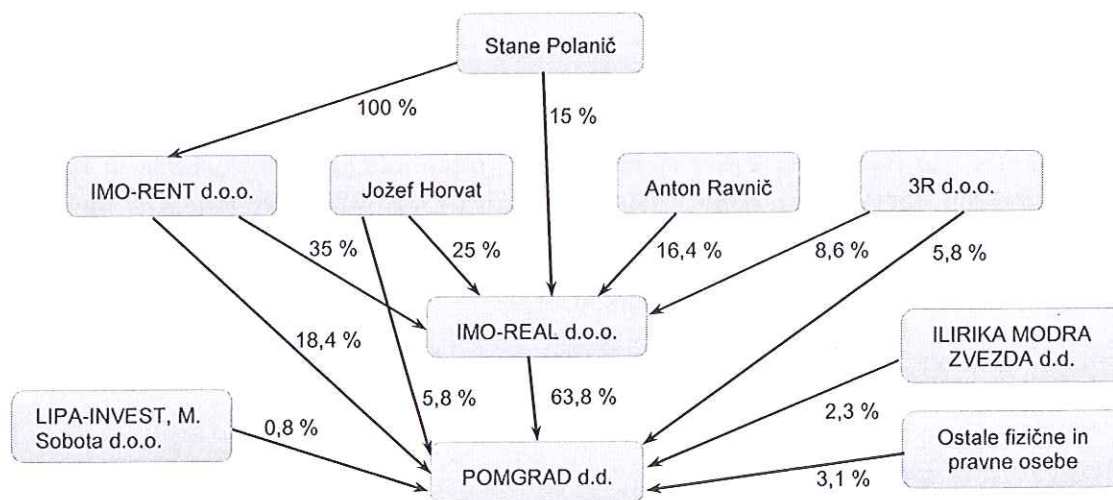 Stane Polanič
100 %
15 %
IMO-RENT d.o.o.
Jožef Horvat
Anton Ravnič
3R d.o.o.
35 %
25 %
16,4 %
8,6 %
5,8 %
IMO-REAL d.o.o.
18,4 %
ILIRIKA MODRA
ZVEZDA d.d.
5,8 %
63,8 %
2,3 %
LIPA-INVEST, M.
Sobota d.o.o.
0,8 %
POMGRAD d.d.
Ostale fizične in
pravne osebe
3,1 %